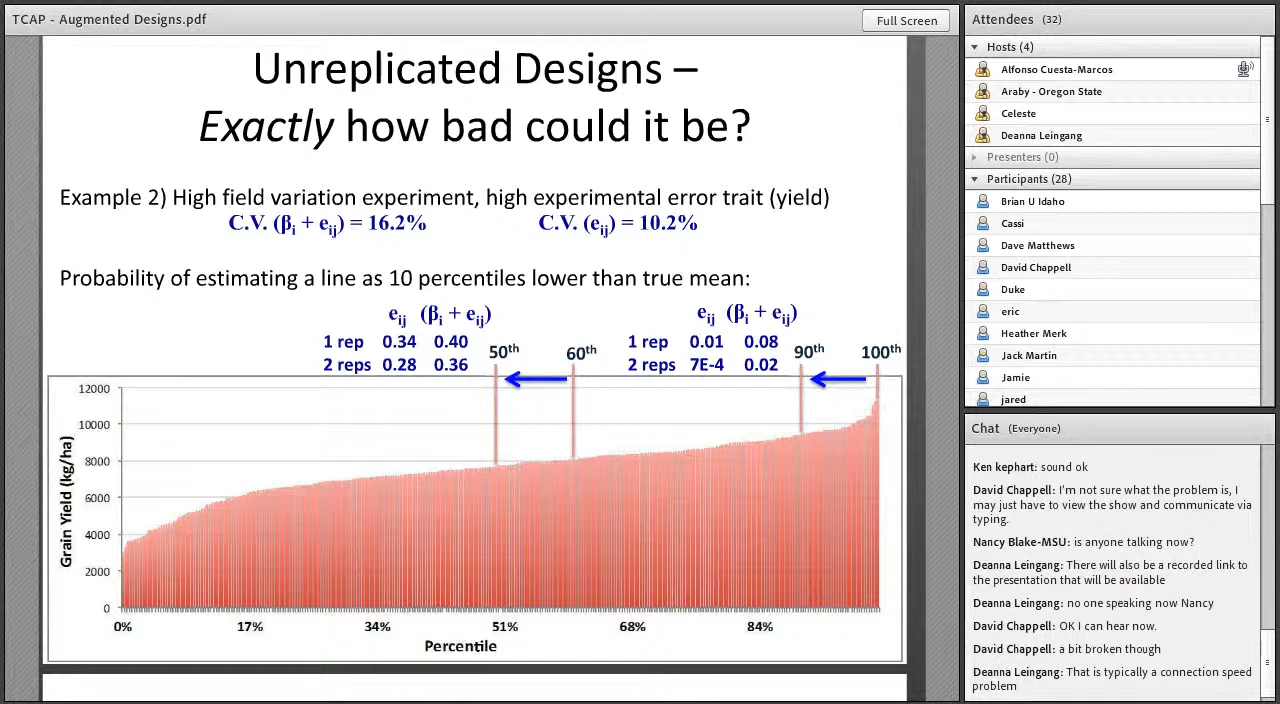 TCAP - Augmented Designs.pdf
Full Screen
Unreplicated Designs –
Exactly how bad could it be?
Example 2) High field variation experiment, high experimental error trait (yield)
C.V. (βi + eij) = 16.2% C.V. (eij) = 10.2%
Probability of estimating a line as 10 percentiles lower than true mean:
eij (βi + eij)
1 rep 0.34 0.40
2 reps 0.28 0.36
50th
60th
eij (βi + eij)
1 rep 0.01 0.08
2 reps 7E-4 0.02
90th
100th
Grain Yield (kg/ha)
12000
10000
8000
6000
4000
2000
0
0% 17% 34% 51% 68% 84%
Percentile
Attendees (32)
Hosts (4)
Alfonso Cuesta-Marcos
Araby - Oregon State
Celeste
Deanna Leingang
Presenters (0)
Participants (28)
Brian U Idaho
Cassi
Dave Matthews
David Chappell
Duke
eric
Heather Merk
Jack Martin
Jamie
jared
Chat (Everyone)
Ken kephart: sound ok
David Chappell: I'm not sure what the problem is, I
may just have to view the show and communicate via
typing.
Nancy Blake-MSU: is anyone talking now?
Deanna Leingang: There will also be a recorded link to
the presentation that will be available
Deanna Leingang: no one speaking now Nancy
David Chappell: OK I can hear now.
David Chappell: a bit broken though
Deanna Leingang: That is typically a connection speed
problem